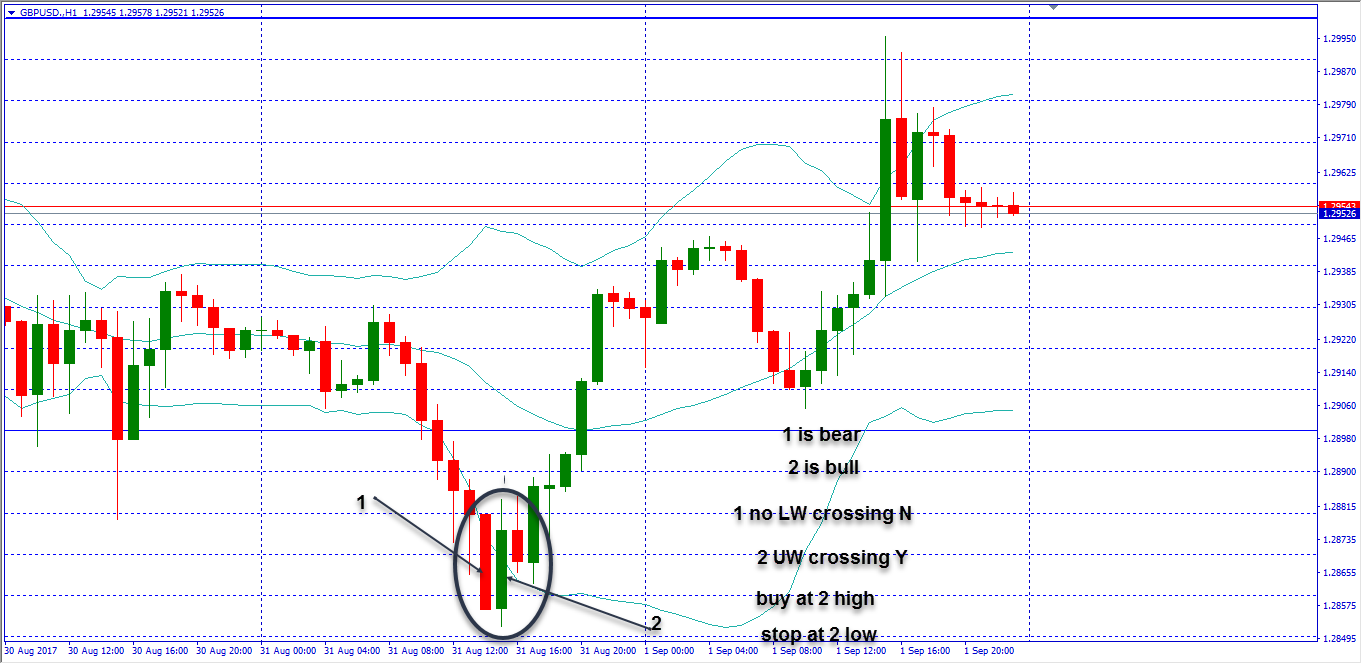 GBPUSD.,H1 1.29545 1.29578 1.29521 1.29526
1.29950
1.29870
1.29790
1.29710
1.29625
1.29543
1.29526
1.29465
1.29385
1.29305
1.29220
1.29140
1.29060
1.28980
1.28900
1.28815
1.28735
1.28655
1.28575
1.28495
1 is bear
2 is bull
1
1 no LW crossing N
2 UW crossing Y
buy at 2 high
2
stop at 2 low
30 Aug 2017 30 Aug 12:00 30 Aug 16:00 30 Aug 20:00 31 Aug 00:00 31 Aug 04:00 31 Aug 08:00 31 Aug 12:00 31 Aug 16:00 31 Aug 20:00 1 Sep 00:00 1 Sep 04:00 1 Sep 08:00 1 Sep 12:00 1 Sep 16:00 1 Sep 20:00